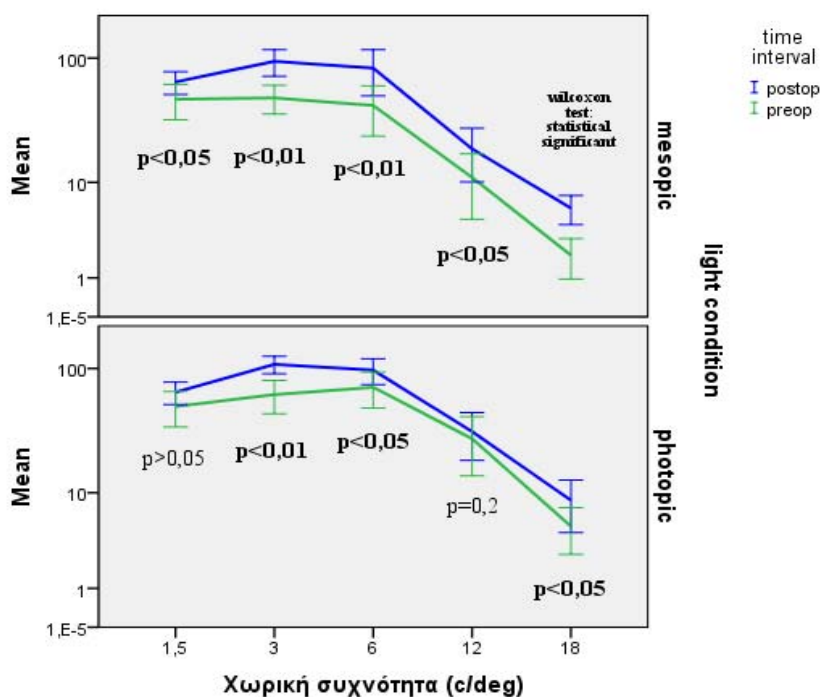 time
interval
postop
preop
Mean
100
10
1
1,E-5
wilcoxon
test:
statistical
significant
p<0,05
p<0,01
p<0,01
p<0,05
mesopic
light condition
Mean
100
10
1
1,E-5
p>0,05
p<0,01
p<0,05
p=0,2
p<0,05
photopic
1,5 3 6 12 18
Χωρική συχνότητα (c/deg)